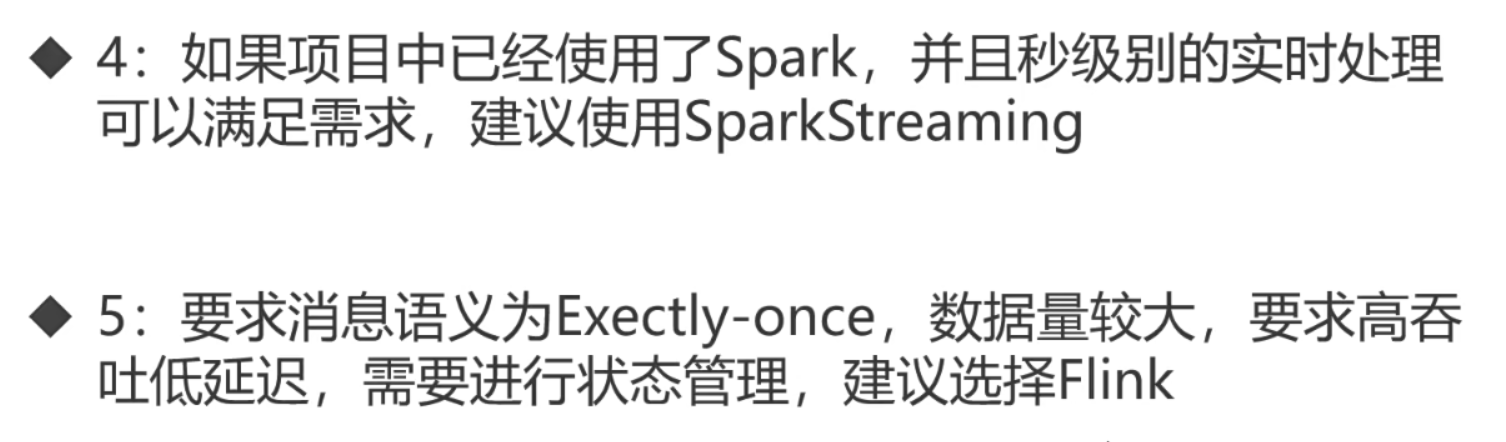 ◆ 4：如果项目中已经使用了Spark，并且秒级别的实时处理
可以满足需求，建议使用SparkStreaming
◆ 5：要求消息语义为Exectly-once，数据量较大，要求高吞
吐低延迟，需要进行状态管理，建议选择Flink